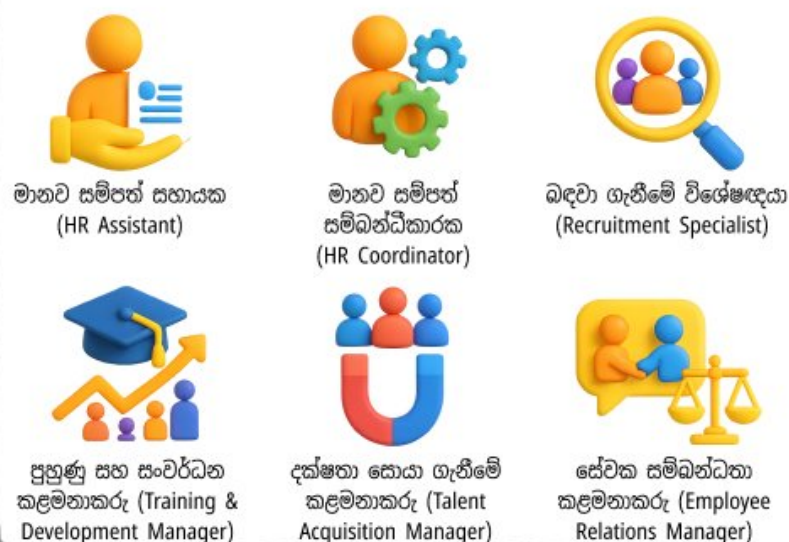 මානව සම්පත් සහායක
(HR Assistant)
මානව සම්පත්
සම්බන්ධීකාරක
(HR Coordinator)
බඳවා ගැනීමේ විශේෂඥයා
(Recruitment Specialist)
පුහුණු සහ සංවර්ධන
කළමනාකරු (Training &
Development Manager)
දක්ෂතා සොයා ගැනීමේ
කළමනාකරු (Talent
Acquisition Manager)
සේවක සම්බන්ධතා
කළමනාකරු (Employee
Relations Manager)